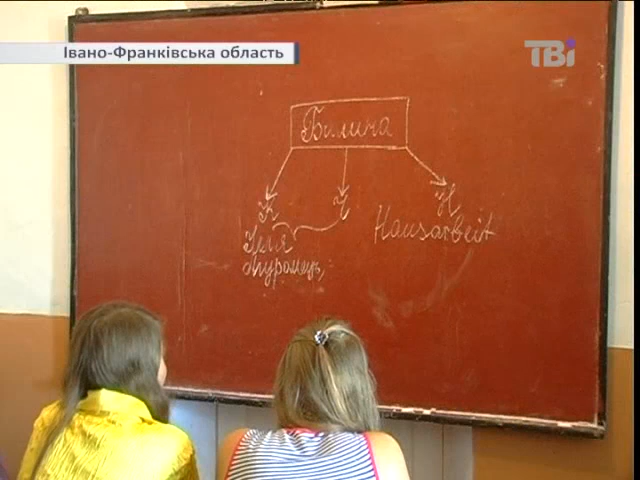 Івано-Франківська область
ТВі
Билина
К Ч Н
Ілля
Муромець
Hausarbeit